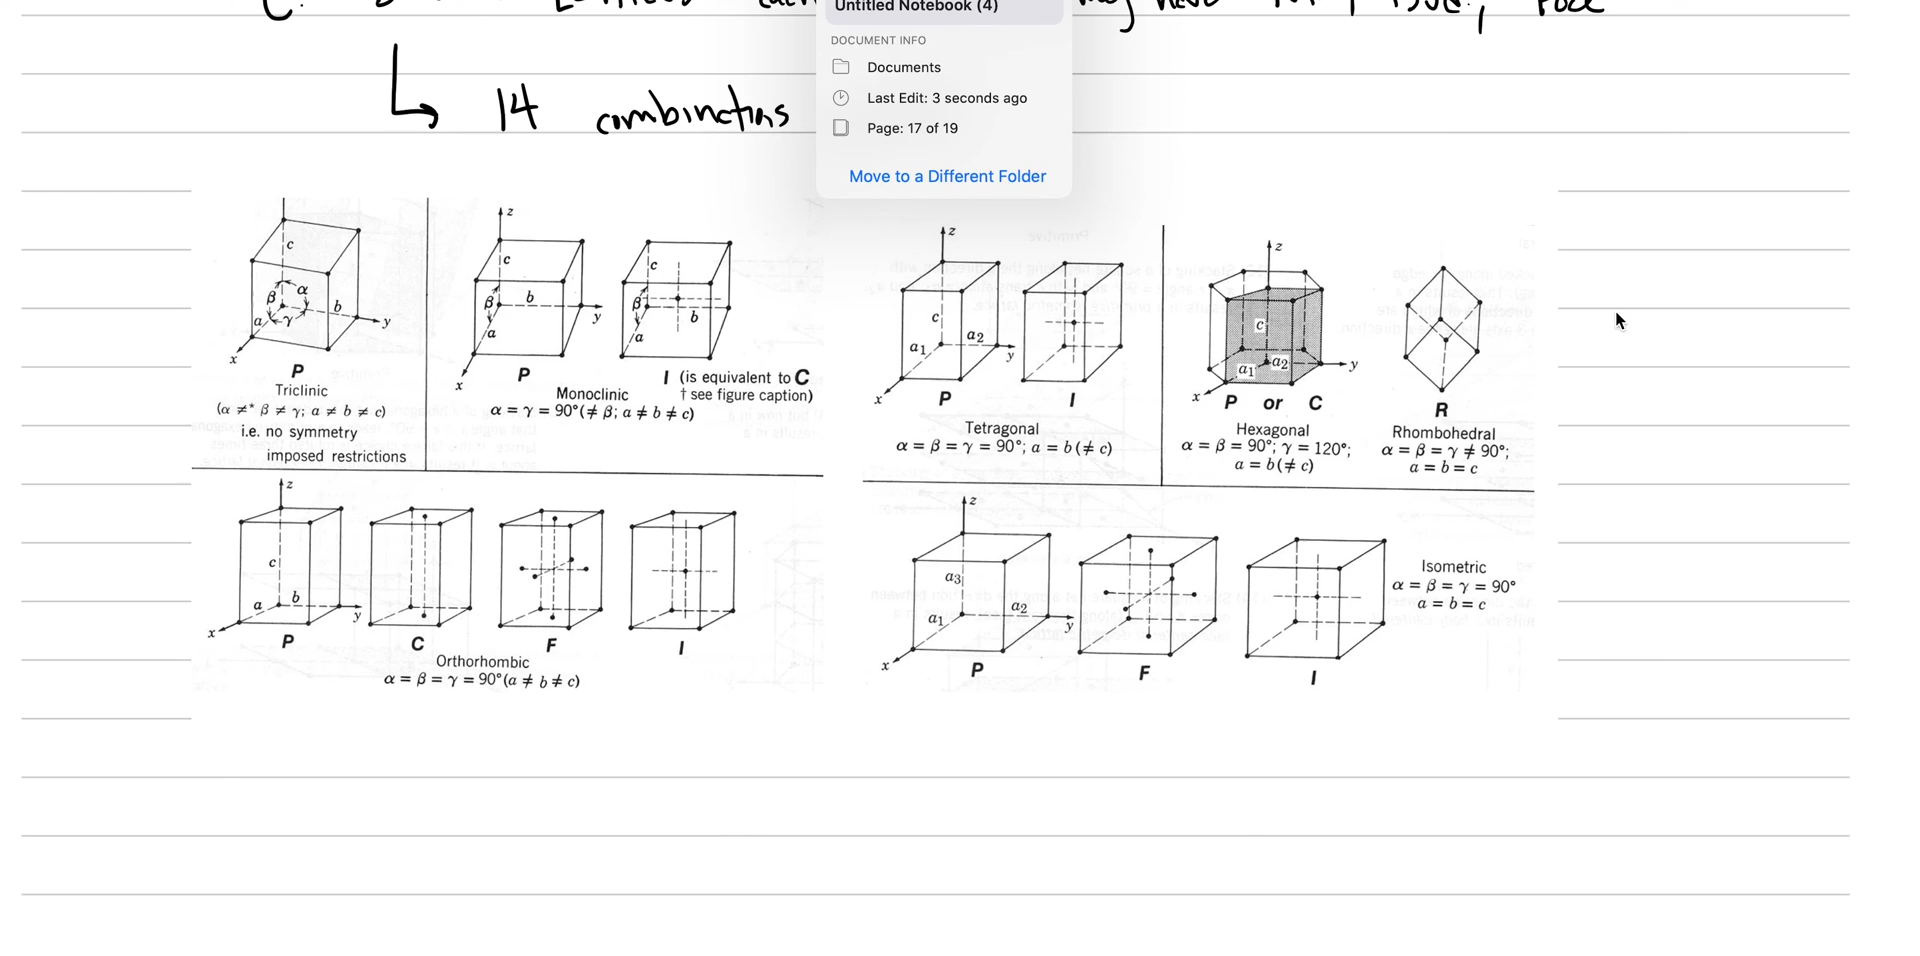 Untitled Notebook (4)
DOCUMENT INFO
Documents
Last Edit: 3 seconds ago
Page: 17 of 19
Move to a Different Folder
14 combinations
c
β α
b
a γ
y
x
P
Triclinic
(α ≠* β ≠ γ; a ≠ b ≠ c)
i.e. no symmetry
imposed restrictions
z
c
β b
a
y
x
P
c
β
b
a
I (is equivalent to C
† see figure caption)
Monoclinic
α = γ = 90°(≠ β; a ≠ b ≠ c)
z
c
a1 a2
y
x
P I
Tetragonal
α = β = γ = 90°; a = b (≠ c)
z
c
a1 a2
y
x
P or C
Hexagonal
α = β = 90°; γ = 120°;
a = b (≠ c)
R
Rhombohedral
α = β = γ ≠ 90°;
a = b = c
z
c
a b
y
x
P C F I
Orthorhombic
α = β = γ = 90°(a ≠ b ≠ c)
z
a3
a1 a2
y
x
P F I
Isometric
α = β = γ = 90°
a = b = c